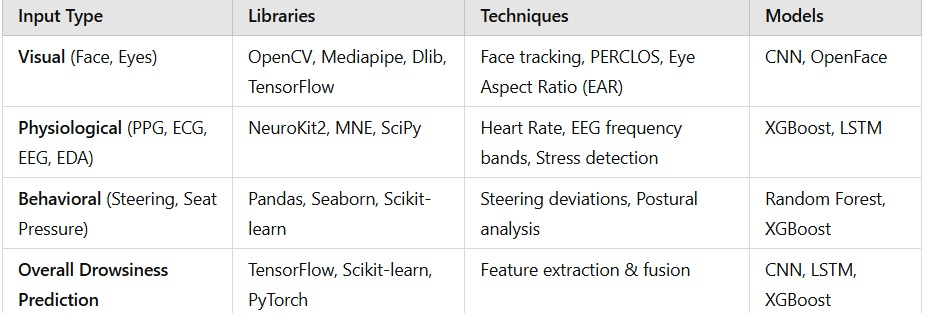 Input Type Libraries Techniques Models
Visual (Face, Eyes) OpenCV, Mediapipe, Dlib, Face tracking, PERCLOS, Eye CNN, OpenFace
TensorFlow Aspect Ratio (EAR)
Physiological (PPG, ECG, NeuroKit2, MNE, SciPy Heart Rate, EEG frequency XGBoost, LSTM
EEG, EDA) bands, Stress detection
Behavioral (Steering, Seat Pandas, Seaborn, Scikit- Steering deviations, Postural Random Forest,
Pressure) learn analysis XGBoost
Overall Drowsiness TensorFlow, Scikit-learn, Feature extraction & fusion CNN, LSTM,
Prediction PyTorch XGBoost